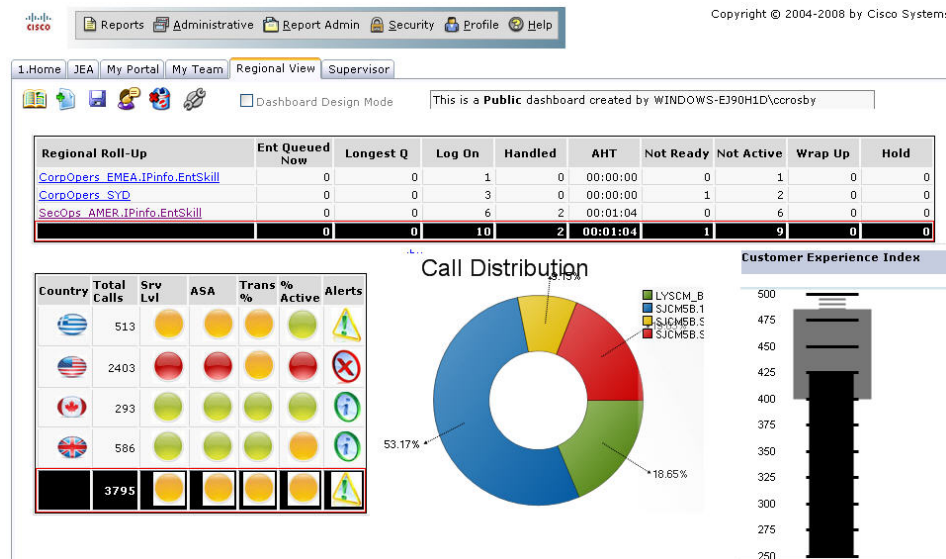 Copyright © 2004-2008 by Cisco Systems
CISCO
Reports Administrative Report Admin Security Profile Help
1.Home JEA My Portal My Team Regional View Supervisor
Dashboard Design Mode This is a Public dashboard created by WINDOWS-EJ90H1D\ccrosby
Regional Roll-Up Ent Queued Now Longest Q Log On Handled AHT Not Ready Not Active Wrap Up Hold
CorpOpers_EMEA.IPinfo.EntSkill 0 0 1 0 00:00:00 0 1 0 0
CorpOpers_SYD 0 0 3 0 00:00:00 1 2 0 0
SecOps_AMER.IPinfo.EntSkill 0 0 6 2 00:01:04 0 6 0 0
0 0 10 2 00:01:04 1 9 0 0
Country Total Calls Srv Lvl ASA Trans % % Active Alerts
513
2403
293
586
3795
Call Distribution
LYSCM_B
SJCM5B.1
SJCM5B.S
SJCM5B.S
53.17%
18.65%
Customer Experience Index
500
475
450
425
400
375
350
325
300
275
250